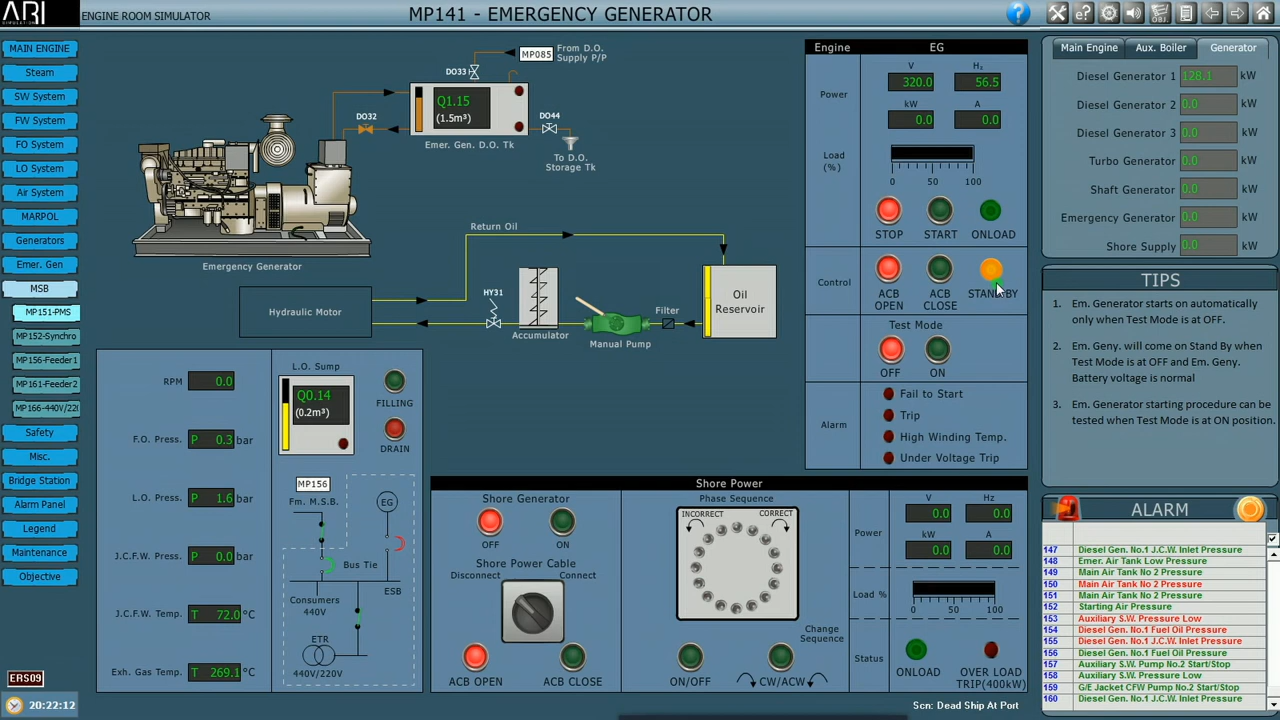 ARI
SIMULATION
ENGINE ROOM SIMULATOR
MP141 - EMERGENCY GENERATOR
?
e?
OBJ.
MAIN ENGINE
Steam
SW System
FW System
FO System
LO System
Air System
MARPOL
Generators
Emer. Gen
MSB
MP151-PMS
MP152-Synchro
MP156-Feeder1
MP161-Feeder2
MP166-440V/220
Safety
Misc.
Bridge Station
Alarm Panel
Legend
Maintenance
Objective
ERS09
20:22:12
From D.O.
Supply P/P
MP085
DO33
Q1.15
(1.5m³)
DO32
DO44
Emer. Gen. D.O. Tk
To D.O.
Storage Tk
Emergency Generator
Return Oil
Hydraulic Motor
HY31
Accumulator
Manual Pump
Filter
Oil
Reservoir
RPM 0.0
F.O. Press. P 0.3 bar
L.O. Press. P 1.6 bar
J.C.F.W. Press. P 0.0 bar
J.C.F.W. Temp. T 72.0 °C
Exh. Gas Temp. T 269.1 °C
L.O. Sump
Q0.14
(0.2m³)
FILLING
DRAIN
MP156
Fm. M.S.B.
EG
Bus Tie
Consumers
440V
ESB
ETR
440V/220V
Engine EG
Power
V Hz
320.0 56.5
kW A
0.0 0.0
Load
(%)
0 50 100
STOP START ONLOAD
Control
ACB
OPEN
ACB
CLOSE
STANDBY
Test Mode
OFF ON
Alarm
Fail to Start
Trip
High Winding Temp.
Under Voltage Trip
Shore Power
Shore Generator
OFF ON
Shore Power Cable
Disconnect Connect
ACB OPEN ACB CLOSE
Phase Sequence
INCORRECT CORRECT
Change
Sequence
ON/OFF CW/ACW
Power
V Hz
0.0 0.0
kW A
0.0 0.0
Load %
0 50 100
Status
ONLOAD
OVER LOAD
TRIP(400kW)
Scn: Dead Ship At Port
Main Engine Aux. Boiler Generator
Diesel Generator 1 128.1 kW
Diesel Generator 2 0.0 kW
Diesel Generator 3 0.0 kW
Turbo Generator 0.0 kW
Shaft Generator 0.0 kW
Emergency Generator 0.0 kW
Shore Supply 0.0 kW
TIPS
1. Em. Generator starts on automatically
only when Test Mode is at OFF.
2. Em. Geny. will come on Stand By when
Test Mode is at OFF and Em. Geny.
Battery voltage is normal
3. Em. Generator starting procedure can be
tested when Test Mode is at ON position.
ALARM
147 Diesel Gen. No.1 J.C.W. Inlet Pressure
148 Emer. Air Tank Low Pressure
149 Main Air Tank No 2 Pressure
150 Main Air Tank No 2 Pressure
151 Main Air Tank No 2 Pressure
152 Starting Air Pressure
153 Auxiliary S.W. Pressure Low
154 Diesel Gen. No.1 Fuel Oil Pressure
155 Diesel Gen. No.1 J.C.W. Inlet Pressure
156 Diesel Gen. No.1 Fuel Oil Pressure
157 Auxiliary S.W. Pump No.2 Start/Stop
158 Auxiliary S.W. Pressure Low
159 G/E Jacket CFW Pump No.2 Start/Stop
160 Diesel Gen. No.1 J.C.W. Inlet Pressure